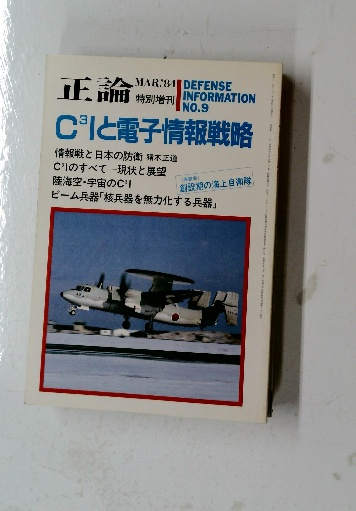 正論 MAR.'84
特別増刊
DEFENSE
INFORMATION
NO.9
C³Iと電子情報戦略
情報戦と日本の防衛 猪木正道
C³Iのすべて―現状と展望
陸海空・宇宙のC³I
ビーム兵器「核兵器を無力化する兵器」
創設期の海上自衛隊